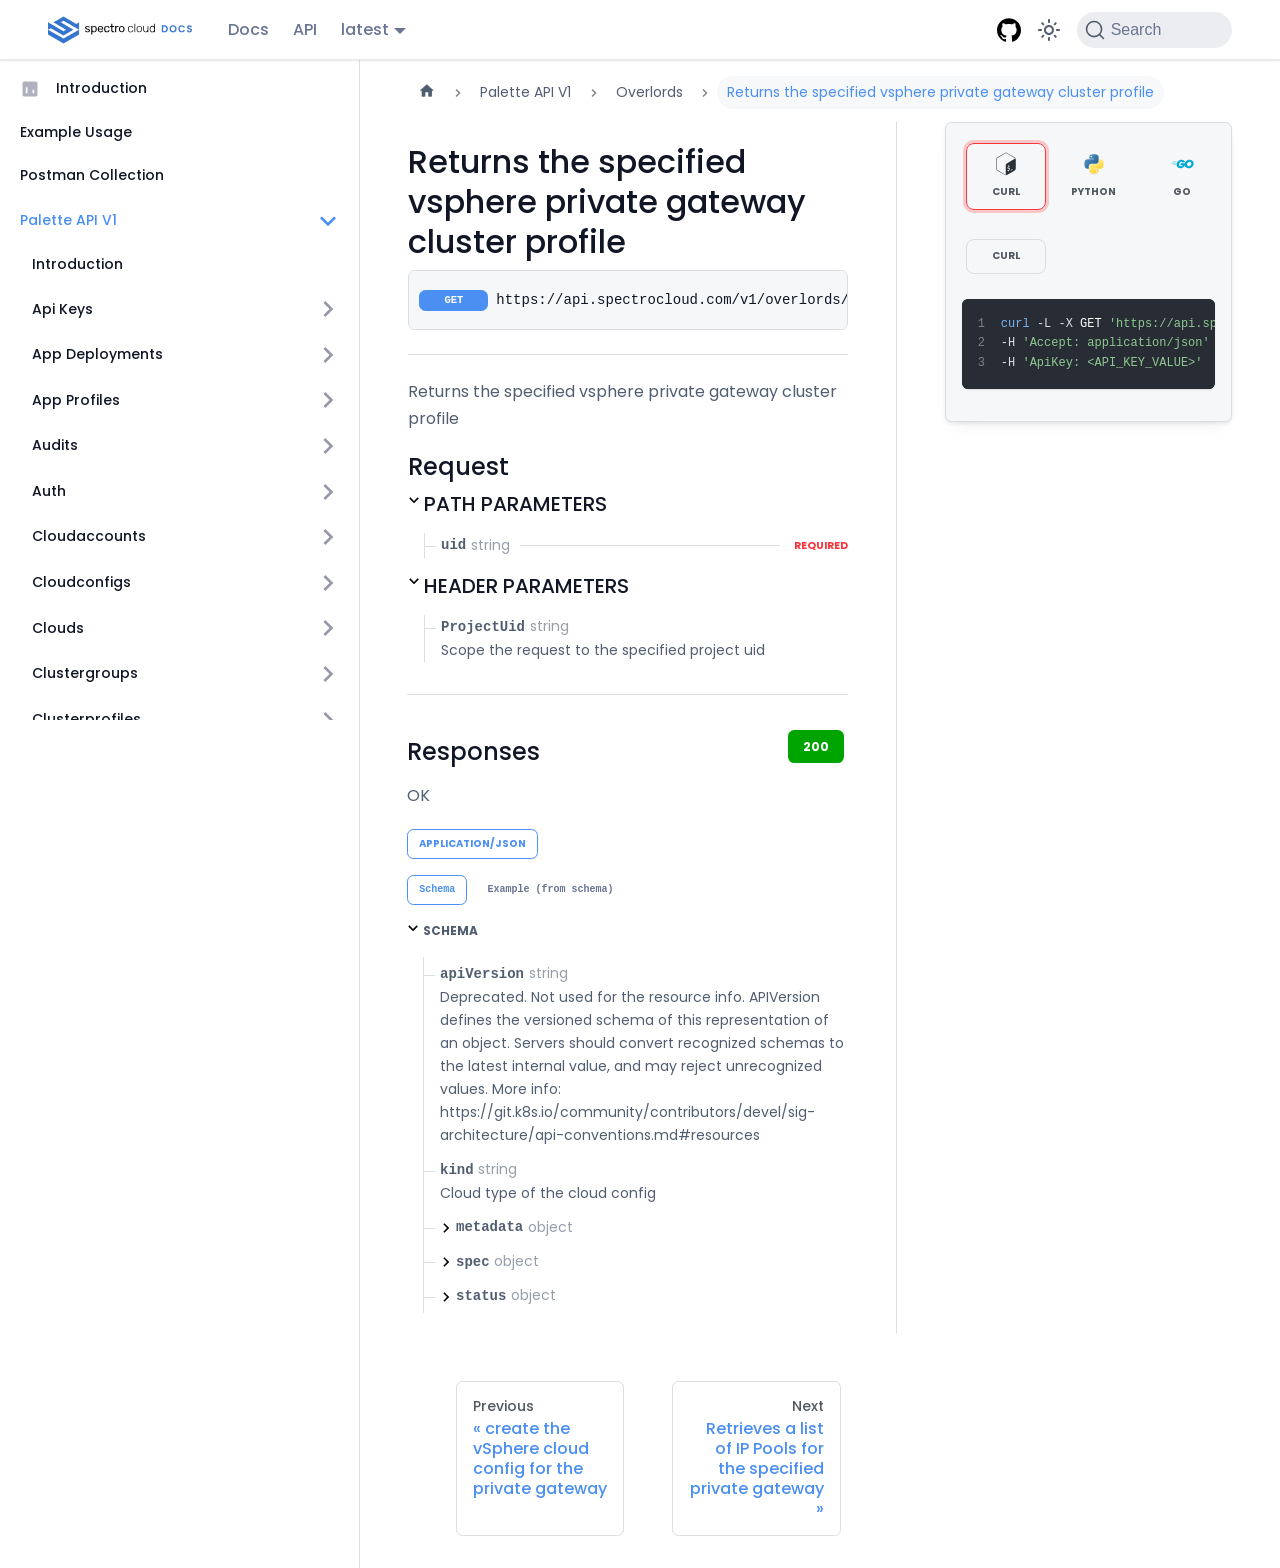 spectro cloud DOCS
Docs
API
latest
Search
Introduction
Example Usage
Postman Collection
Palette API V1
Introduction
Api Keys
App Deployments
App Profiles
Audits
Auth
Cloudaccounts
Cloudconfigs
Clouds
Clustergroups
Clusterprofiles
Palette API V1
Overlords
Returns the specified vsphere private gateway cluster profile
Returns the specified
vsphere private gateway
cluster profile
GET https://api.spectrocloud.com/v1/overlords/
Returns the specified vsphere private gateway cluster
profile
Request
PATH PARAMETERS
uid string REQUIRED
HEADER PARAMETERS
ProjectUid string
Scope the request to the specified project uid
Responses
200
OK
APPLICATION/JSON
Schema
Example (from schema)
SCHEMA
apiVersion string
Deprecated. Not used for the resource info. APIVersion
defines the versioned schema of this representation of
an object. Servers should convert recognized schemas to
the latest internal value, and may reject unrecognized
values. More info:
https://git.k8s.io/community/contributors/devel/sig-
architecture/api-conventions.md#resources
kind string
Cloud type of the cloud config
metadata object
spec object
status object
Previous
« create the
vSphere cloud
config for the
private gateway
Next
Retrieves a list
of IP Pools for
the specified
private gateway
»
CURL
PYTHON
GO
CURL
1 curl -L -X GET 'https://api.sp
2 -H 'Accept: application/json'
3 -H 'ApiKey: <API_KEY_VALUE>'